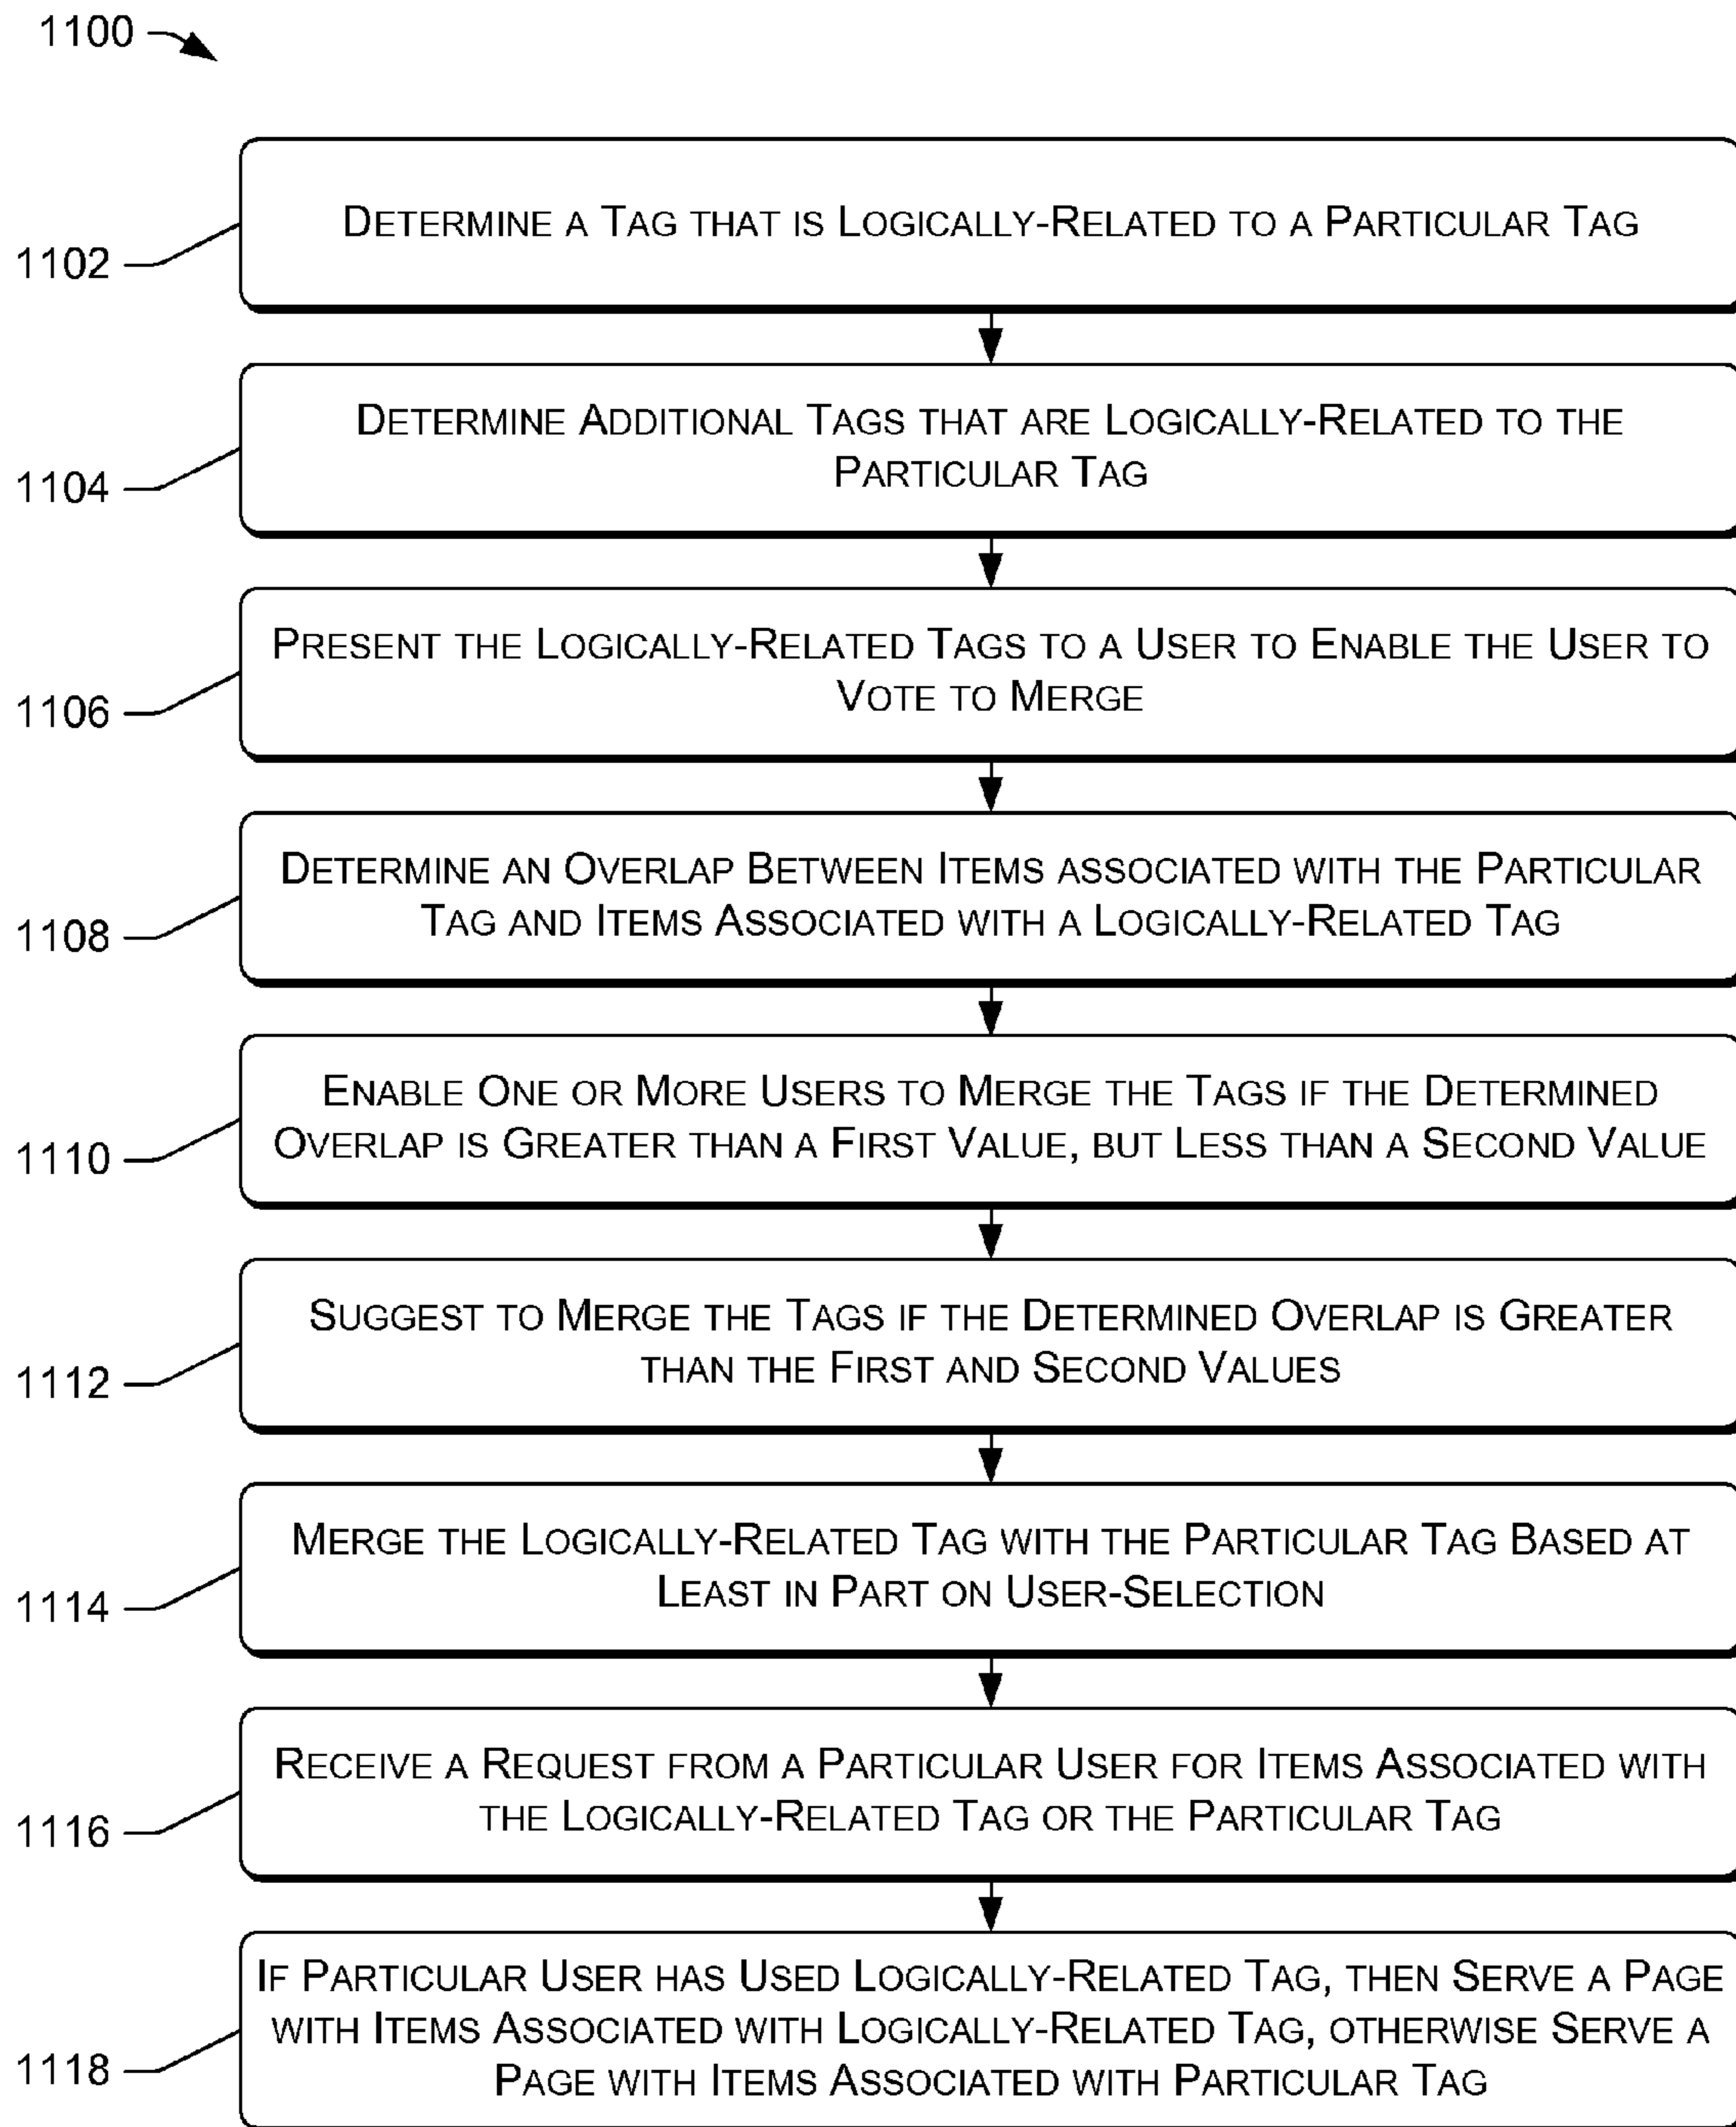 1100
DETERMINE A TAG THAT IS LOGICALLY-RELATED TO A PARTICULAR TAG
1102
DETERMINE ADDITIONAL TAGS THAT ARE LOGICALLY-RELATED TO THE
PARTICULAR TAG
1104
PRESENT THE LOGICALLY-RELATED TAGS TO A USER TO ENABLE THE USER TO
VOTE TO MERGE
1106
DETERMINE AN OVERLAP BETWEEN ITEMS ASSOCIATED WITH THE PARTICULAR
TAG AND ITEMS ASSOCIATED WITH A LOGICALLY-RELATED TAG
1108
ENABLE ONE OR MORE USERS TO MERGE THE TAGS IF THE DETERMINED
OVERLAP IS GREATER THAN A FIRST VALUE, BUT LESS THAN A SECOND VALUE
1110
SUGGEST TO MERGE THE TAGS IF THE DETERMINED OVERLAP IS GREATER
THAN THE FIRST AND SECOND VALUES
1112
MERGE THE LOGICALLY-RELATED TAG WITH THE PARTICULAR TAG BASED AT
LEAST IN PART ON USER-SELECTION
1114
RECEIVE A REQUEST FROM A PARTICULAR USER FOR ITEMS ASSOCIATED WITH
THE LOGICALLY-RELATED TAG OR THE PARTICULAR TAG
1116
IF PARTICULAR USER HAS USED LOGICALLY-RELATED TAG, THEN SERVE A PAGE
WITH ITEMS ASSOCIATED WITH LOGICALLY-RELATED TAG, OTHERWISE SERVE A
PAGE WITH ITEMS ASSOCIATED WITH PARTICULAR TAG
1118